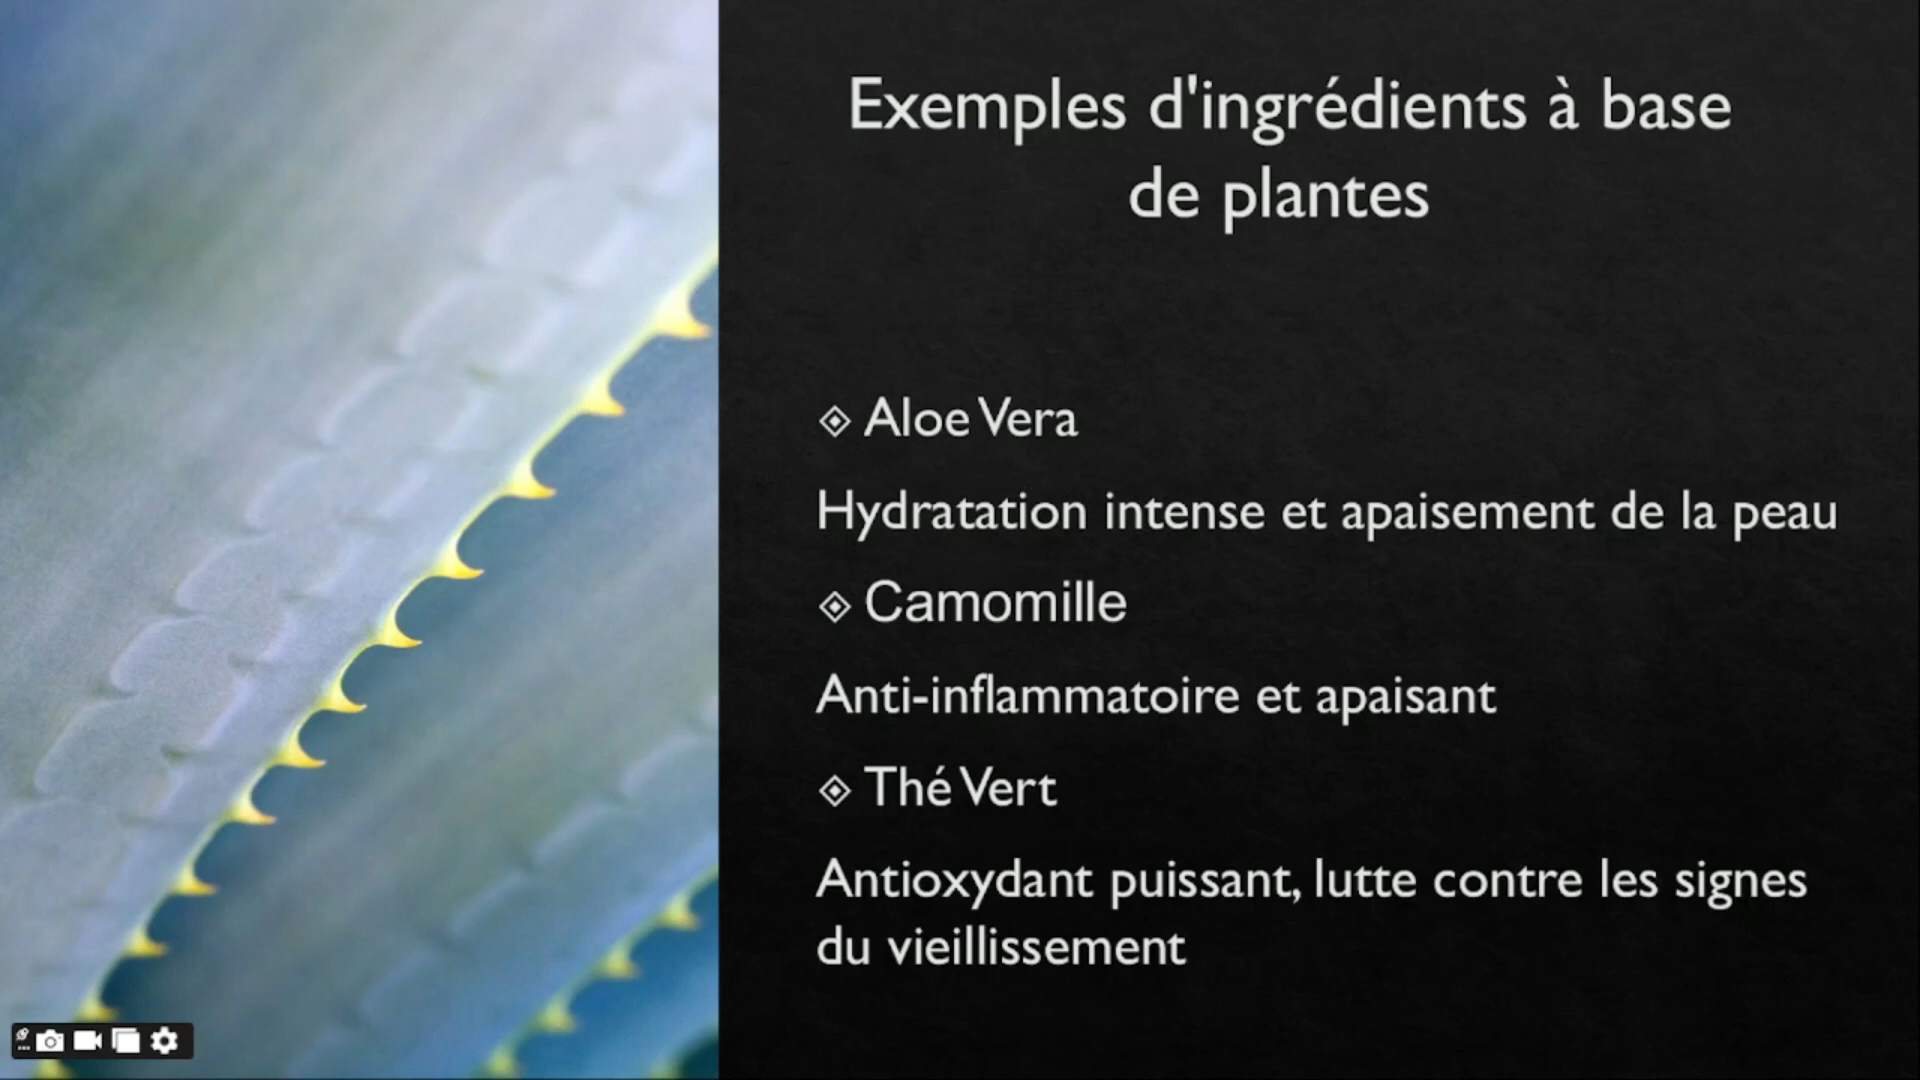 Exemples d'ingrédients à base
de plantes
Aloe Vera
Hydratation intense et apaisement de la peau
Camomille
Anti-inflammatoire et apaisant
Thé Vert
Antioxydant puissant, lutte contre les signes
du vieillissement